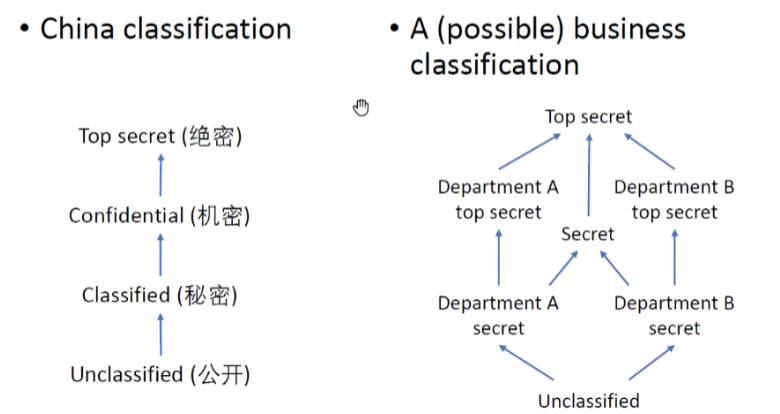 • China classification
Top secret (绝密)
Confidential (机密)
Classified (秘密)
Unclassified (公开)
• A (possible) business
classification
Top secret
Department A
top secret
Department B
top secret
Secret
Department A
secret
Department B
secret
Unclassified